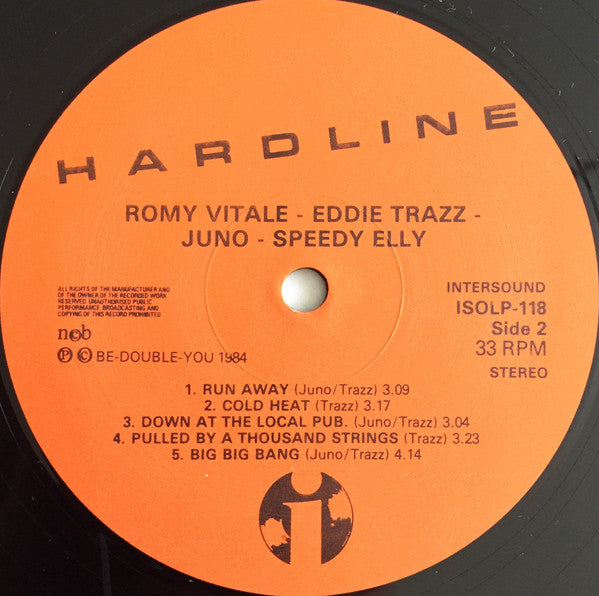 HARDLINE
ROMY VITALE - EDDIE TRAZZ -
JUNO - SPEEDY ELLY
ALL RIGHTS OF THE MANUFACTURER AND
OF THE OWNER OF THE RECORDED WORK
RESERVED. UNAUTHORISED PUBLIC
PERFORMANCE BROADCASTING AND
COPYING OF THIS RECORD PROHIBITED
ncb
℗ © BE-DOUBLE-YOU 1984
INTERSOUND
ISOLP-118
Side 2
33 RPM
STEREO
1. RUN AWAY (Juno/Trazz) 3.09
2. COLD HEAT (Trazz) 3.17
3. DOWN AT THE LOCAL PUB. (Juno/Trazz) 3.04
4. PULLED BY A THOUSAND STRINGS (Trazz) 3.23
5. BIG BIG BANG (Juno/Trazz) 4.14
i